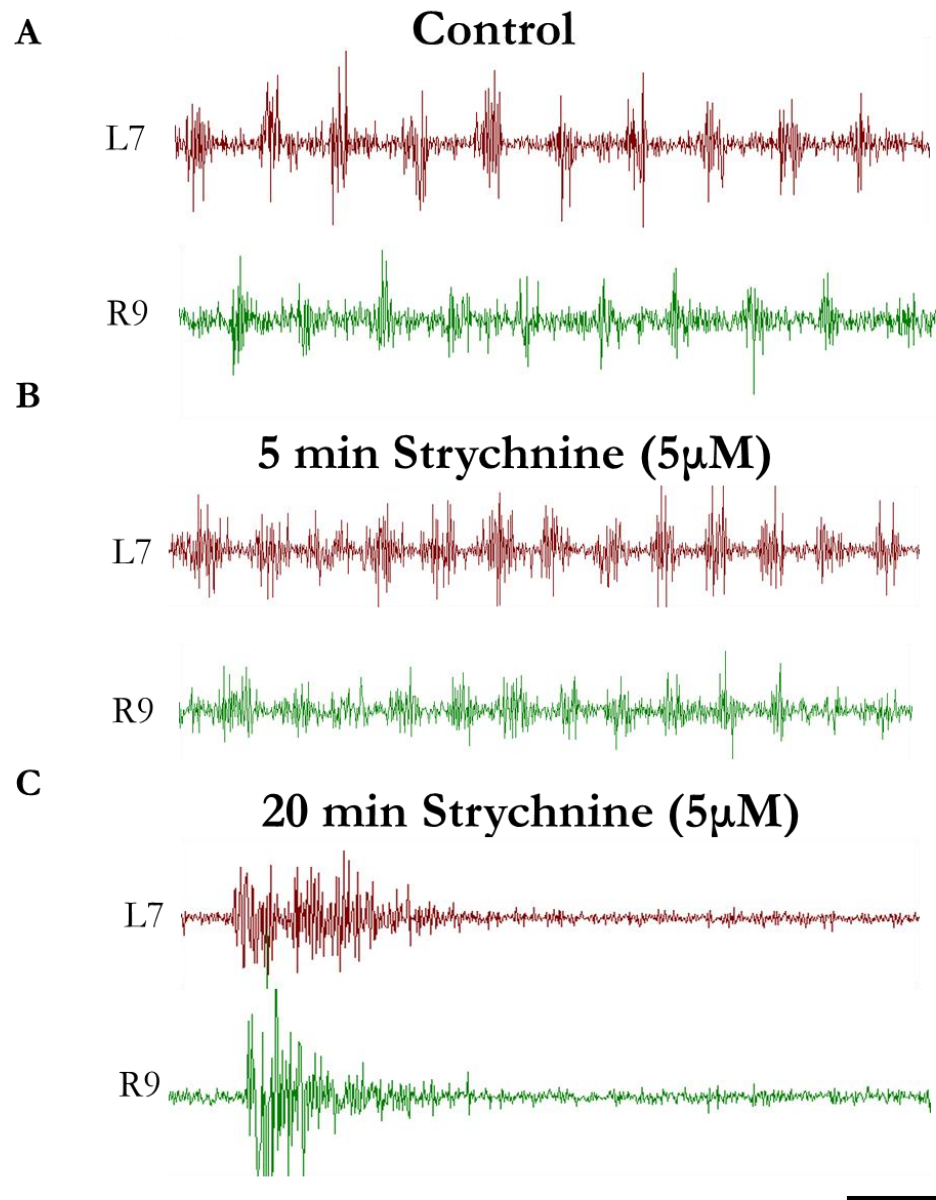 A
Control
L7
R9
B
5 min Strychnine (5µM)
L7
R9
C
20 min Strychnine (5µM)
L7
R9